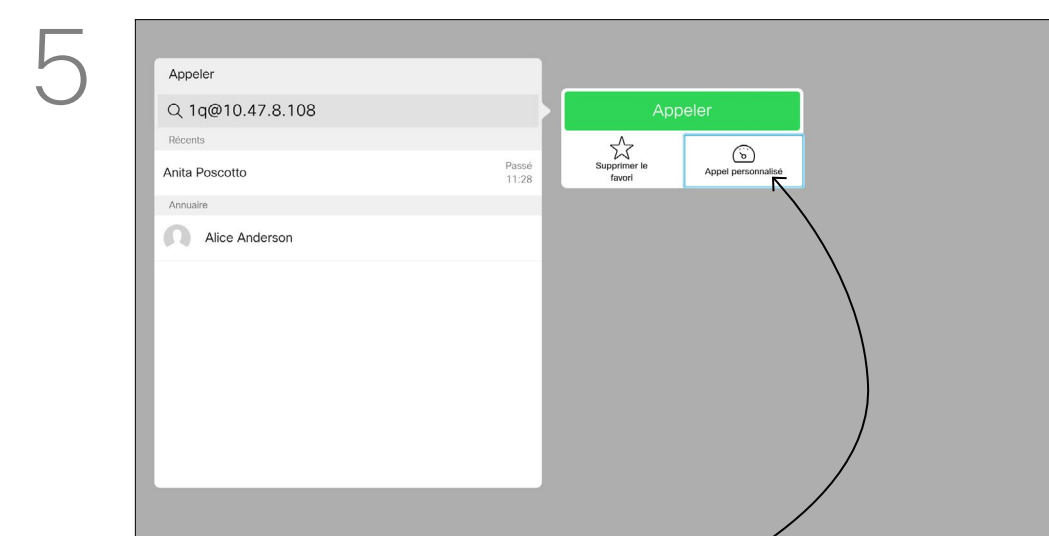 5
Appeler
1q@10.47.8.108
Récents
Anita Poscotto
Passé
11:28
Annuaire
Alice Anderson
Appeler
Supprimer le
favori
Appel personnalisé